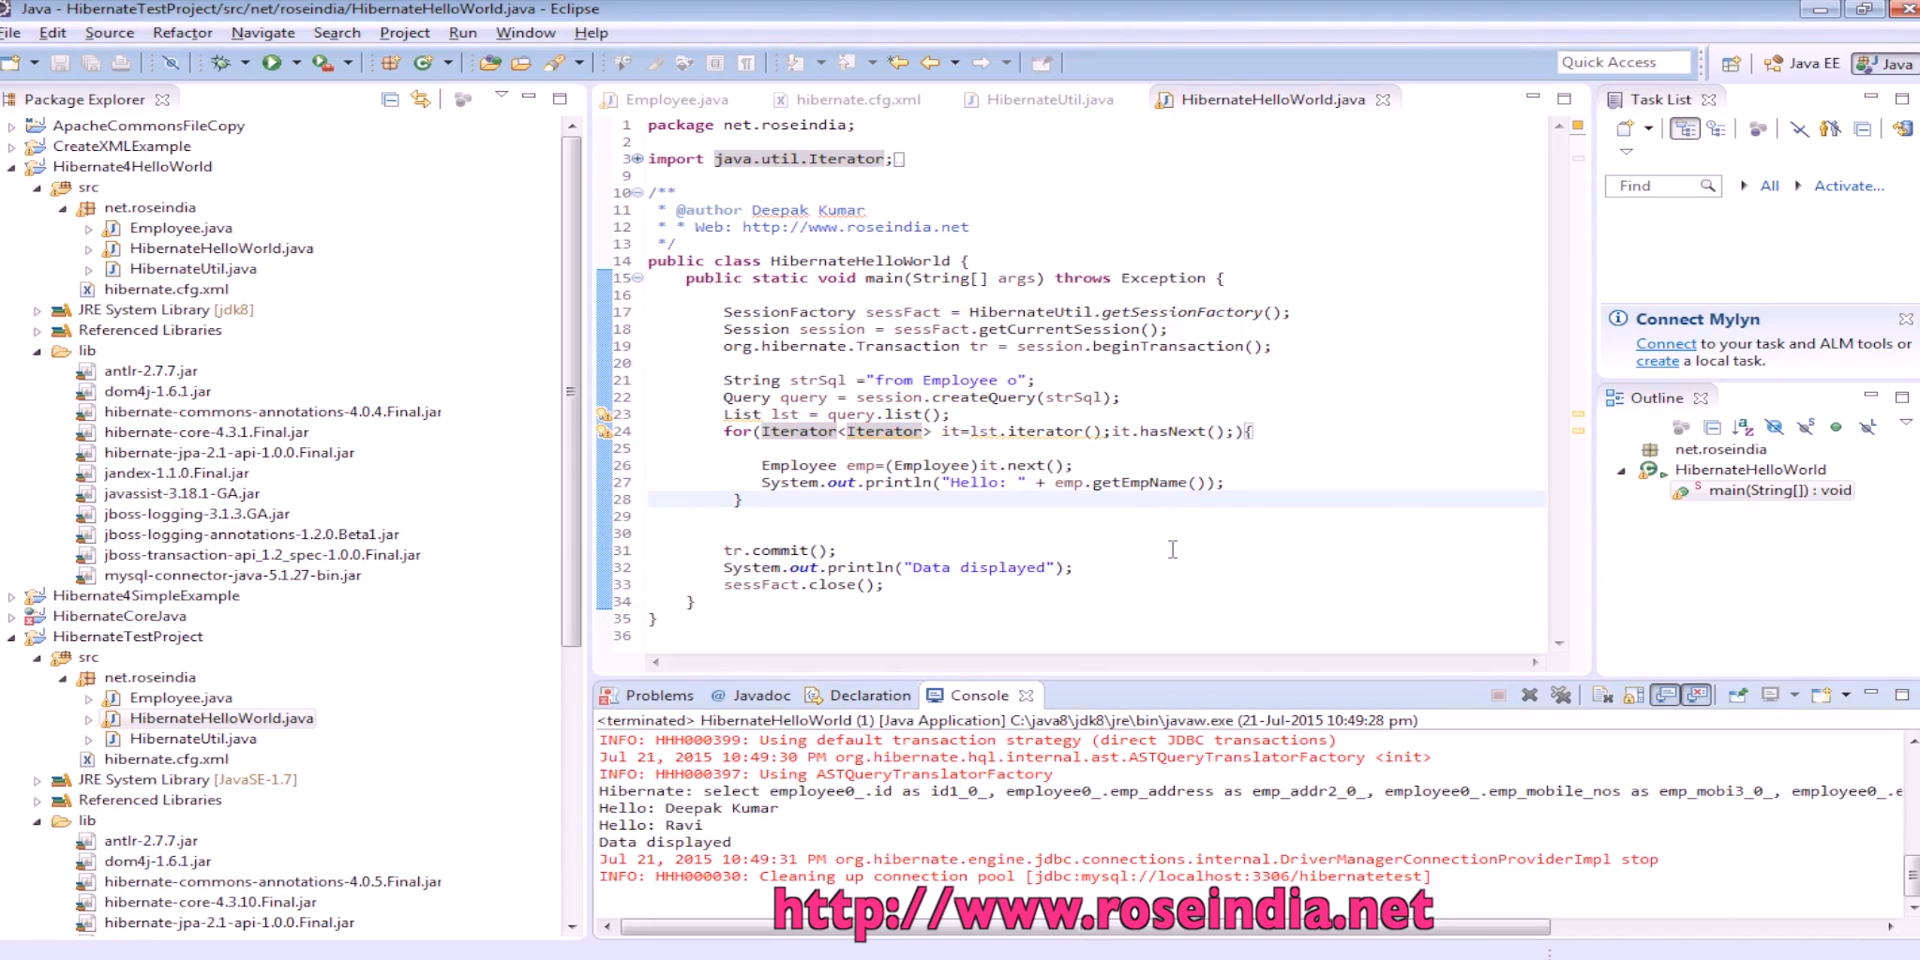 Java - HibernateTestProject/src/net/roseindia/HibernateHelloWorld.java - Eclipse
File Edit Source Refactor Navigate Search Project Run Window Help
Quick Access
Java EE
Java
Package Explorer
ApacheCommonsFileCopy
CreateXMLExample
Hibernate4HelloWorld
src
net.roseindia
Employee.java
HibernateHelloWorld.java
HibernateUtil.java
hibernate.cfg.xml
JRE System Library [jdk8]
Referenced Libraries
lib
antlr-2.7.7.jar
dom4j-1.6.1.jar
hibernate-commons-annotations-4.0.4.Final.jar
hibernate-core-4.3.1.Final.jar
hibernate-jpa-2.1-api-1.0.0.Final.jar
jandex-1.1.0.Final.jar
javassist-3.18.1-GA.jar
jboss-logging-3.1.3.GA.jar
jboss-logging-annotations-1.2.0.Beta1.jar
jboss-transaction-api_1.2_spec-1.0.0.Final.jar
mysql-connector-java-5.1.27-bin.jar
Hibernate4SimpleExample
HibernateCoreJava
HibernateTestProject
src
net.roseindia
Employee.java
HibernateHelloWorld.java
HibernateUtil.java
hibernate.cfg.xml
JRE System Library [JavaSE-1.7]
Referenced Libraries
lib
antlr-2.7.7.jar
dom4j-1.6.1.jar
hibernate-commons-annotations-4.0.5.Final.jar
hibernate-core-4.3.10.Final.jar
hibernate-jpa-2.1-api-1.0.0.Final.jar
Employee.java hibernate.cfg.xml HibernateUtil.java HibernateHelloWorld.java
1 package net.roseindia;
2
3 import java.util.Iterator;
9
10 /**
11 * @author Deepak Kumar
12 * * Web: http://www.roseindia.net
13 */
14 public class HibernateHelloWorld {
15 public static void main(String[] args) throws Exception {
16
17 SessionFactory sessFact = HibernateUtil.getSessionFactory();
18 Session session = sessFact.getCurrentSession();
19 org.hibernate.Transaction tr = session.beginTransaction();
20
21 String strSql ="from Employee o";
22 Query query = session.createQuery(strSql);
23 List lst = query.list();
24 for(Iterator<Iterator> it=lst.iterator();it.hasNext();){
25
26 Employee emp=(Employee)it.next();
27 System.out.println("Hello: " + emp.getEmpName());
28 }
29
30
31 tr.commit();
32 System.out.println("Data displayed");
33 sessFact.close();
34 }
35 }
36
Task List
Find All Activate...
Connect Mylyn
Connect to your task and ALM tools or
create a local task.
Outline
net.roseindia
HibernateHelloWorld
S main(String[]) : void
Problems @ Javadoc Declaration Console
<terminated> HibernateHelloWorld (1) [Java Application] C:\java8\jdk8\jre\bin\javaw.exe (21-Jul-2015 10:49:28 pm)
INFO: HHH000399: Using default transaction strategy (direct JDBC transactions)
Jul 21, 2015 10:49:30 PM org.hibernate.hql.internal.ast.ASTQueryTranslatorFactory <init>
INFO: HHH000397: Using ASTQueryTranslatorFactory
Hibernate: select employee0_.id as id1_0_, employee0_.emp_address as emp_addr2_0_, employee0_.emp_mobile_nos as emp_mobi3_0_, employee0_.e
Hello: Deepak Kumar
Hello: Ravi
Data displayed
Jul 21, 2015 10:49:31 PM org.hibernate.engine.jdbc.connections.internal.DriverManagerConnectionProviderImpl stop
INFO: HHH000030: Cleaning up connection pool [jdbc:mysql://localhost:3306/hibernatetest]
http://www.roseindia.net